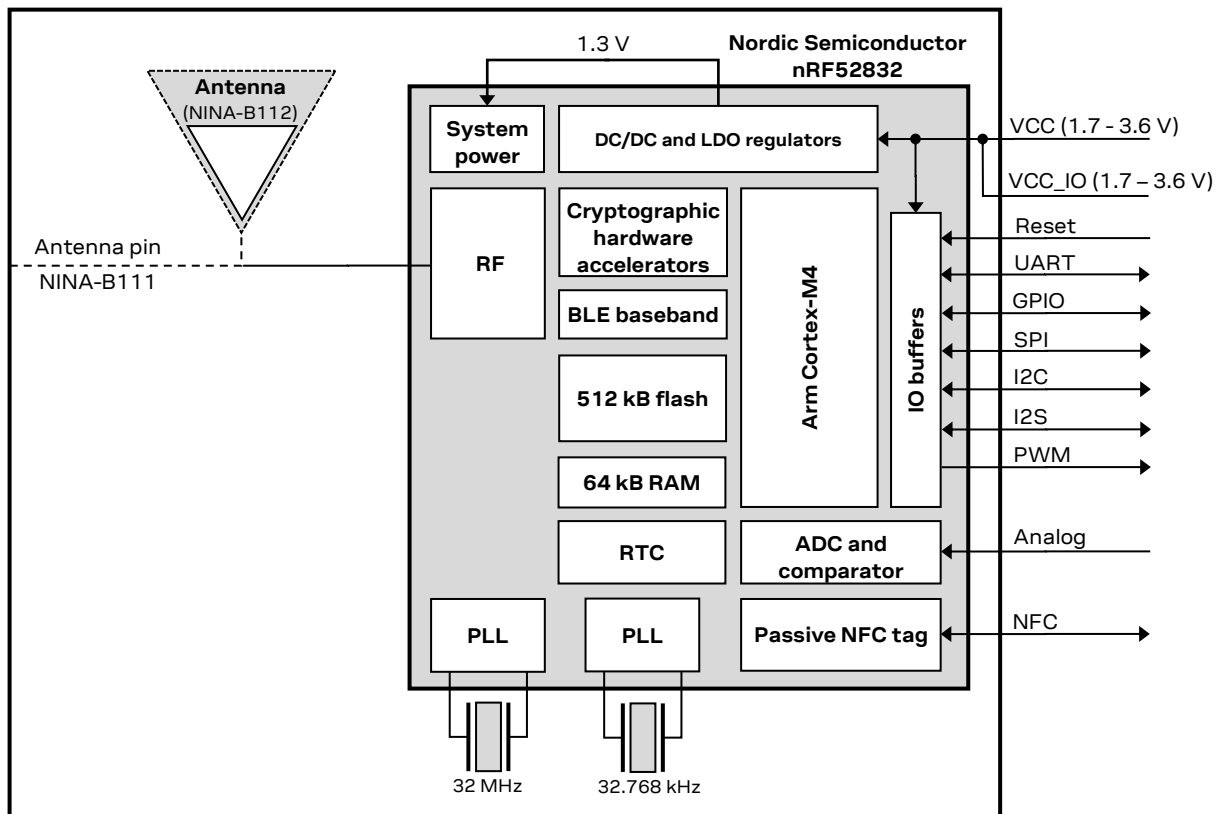 1.3 V
Nordic Semiconductor
nRF52832
Antenna
(NINA-B112)
System
power
DC/DC and LDO regulators
VCC (1.7 - 3.6 V)
VCC_IO (1.7 – 3.6 V)
Antenna pin
NINA-B111
RF
Cryptographic
hardware
accelerators
BLE baseband
512 kB flash
64 kB RAM
RTC
Arm Cortex-M4
IO buffers
Reset
UART
GPIO
SPI
I2C
I2S
PWM
ADC and
comparator
Analog
PLL
PLL
Passive NFC tag
NFC
32 MHz
32.768 kHz